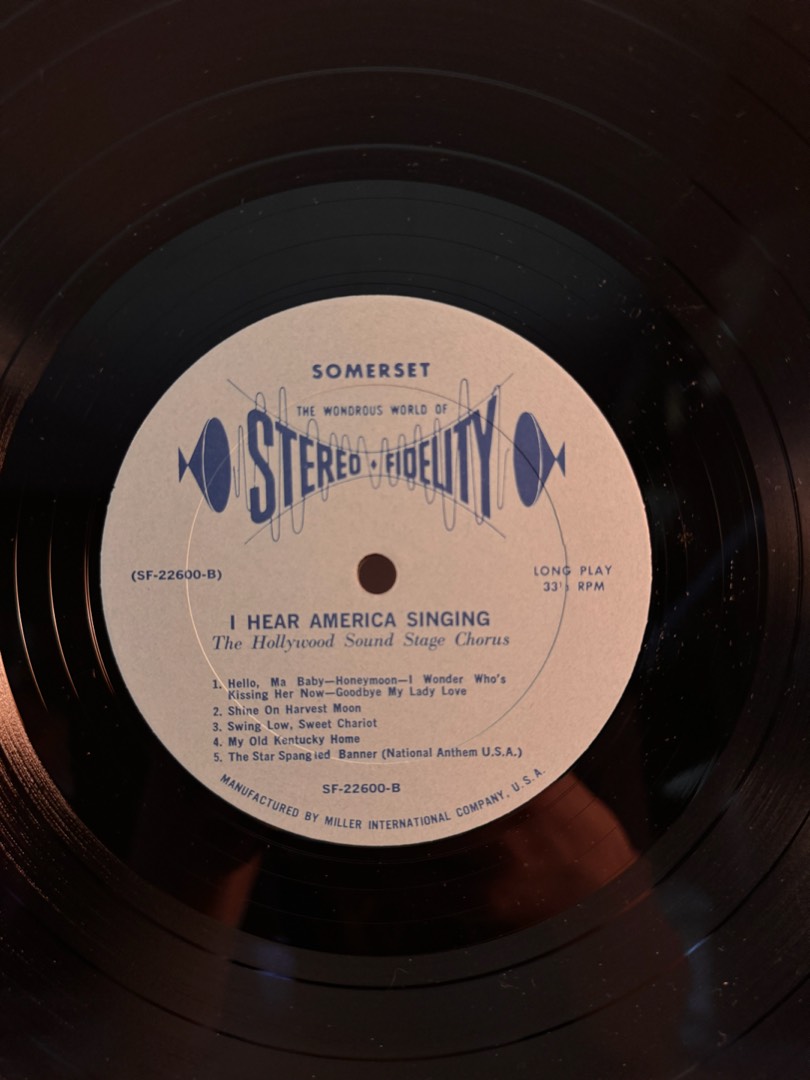 SOMERSET
THE WONDROUS WORLD OF
STEREO • FIDELITY
(SF-22600-B)
LONG PLAY
33⅓ RPM
I HEAR AMERICA SINGING
The Hollywood Sound Stage Chorus
1. Hello, Ma Baby—Honeymoon—I Wonder Who's
Kissing Her Now—Goodbye My Lady Love
2. Shine On Harvest Moon
3. Swing Low, Sweet Chariot
4. My Old Kentucky Home
5. The Star Spangled Banner (National Anthem U.S.A.)
SF-22600-B
MANUFACTURED BY MILLER INTERNATIONAL COMPANY, U.S.A.